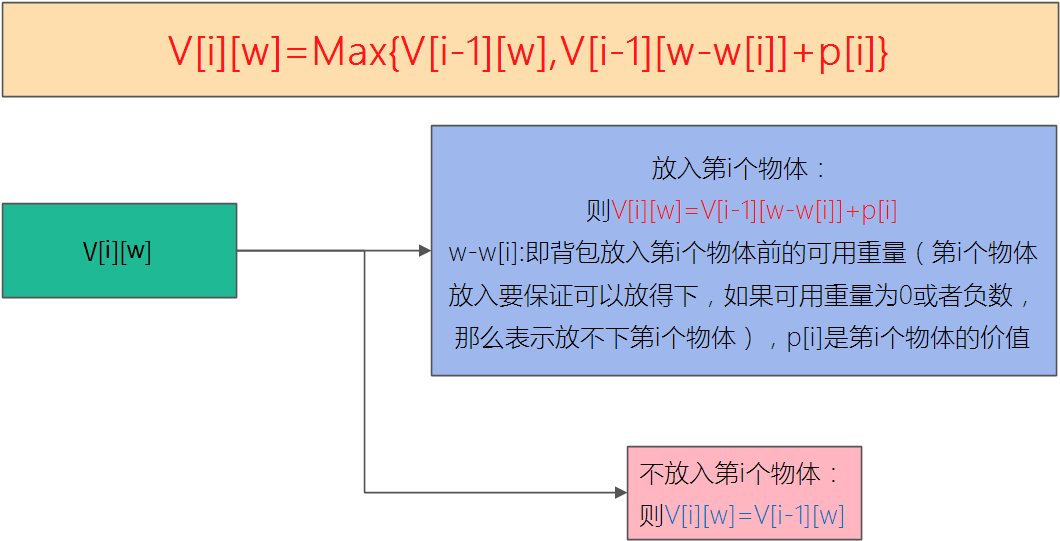 V[i][w]=Max{V[i-1][w],V[i-1][w-w[i]]+p[i]}
放入第i个物体：
则V[i][w]=V[i-1][w-w[i]]+p[i]
V[i][w]
w-w[i]:即背包放入第i个物体前的可用重量（第i个物体
放入要保证可以放得下，如果可用重量为0或者负数，
那么表示放不下第i个物体），p[i]是第i个物体的价值
不放入第i个物体：
则V[i][w]=V[i-1][w]